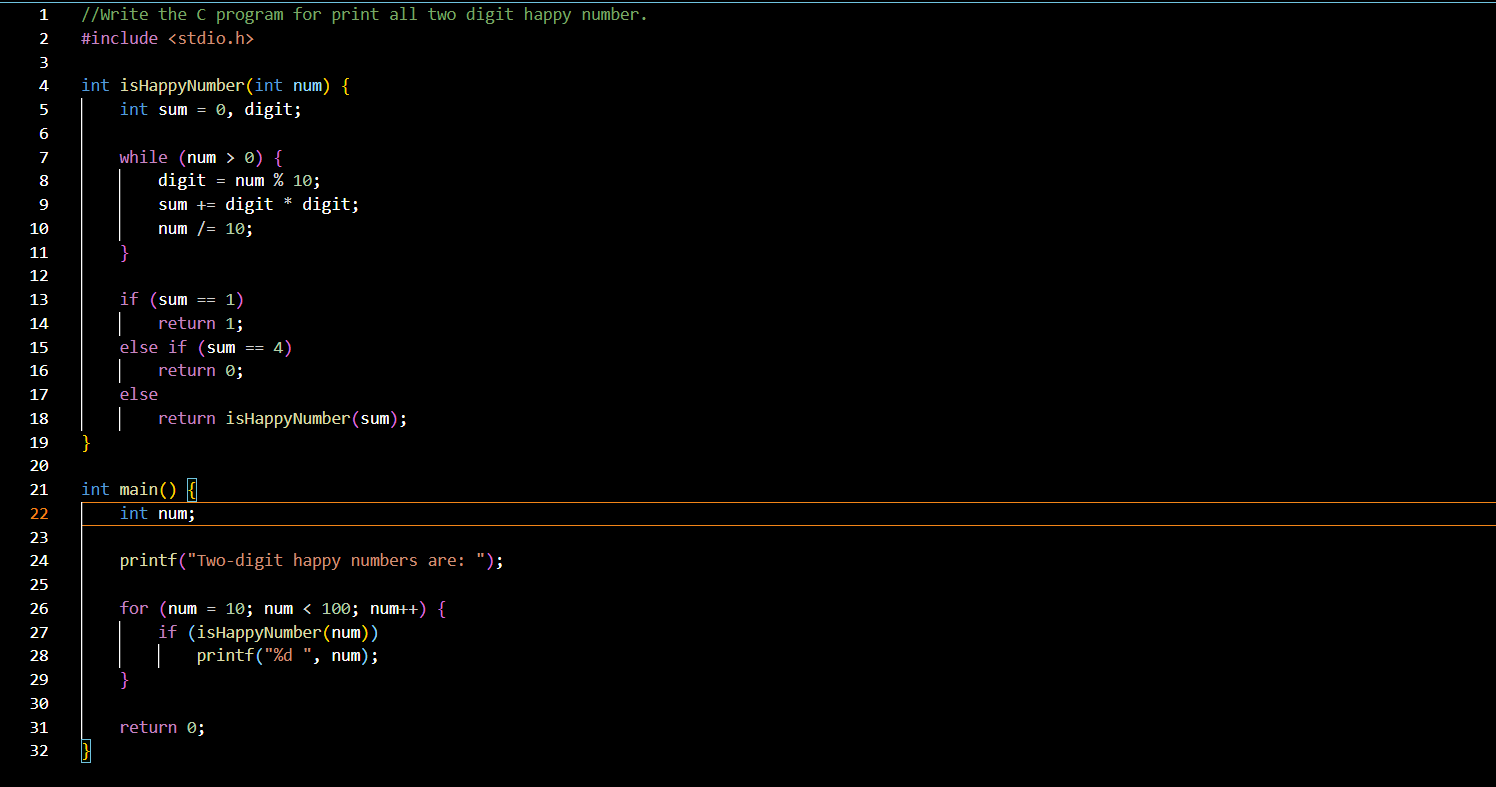 1 //Write the C program for print all two digit happy number.
2 #include <stdio.h>
3
4 int isHappyNumber(int num) {
5     int sum = 0, digit;
6
7     while (num > 0) {
8         digit = num % 10;
9         sum += digit * digit;
10         num /= 10;
11     }
12
13     if (sum == 1)
14         return 1;
15     else if (sum == 4)
16         return 0;
17     else
18         return isHappyNumber(sum);
19 }
20
21 int main() {
22     int num;
23
24     printf("Two-digit happy numbers are: ");
25
26     for (num = 10; num < 100; num++) {
27         if (isHappyNumber(num))
28             printf("%d ", num);
29     }
30
31     return 0;
32 }